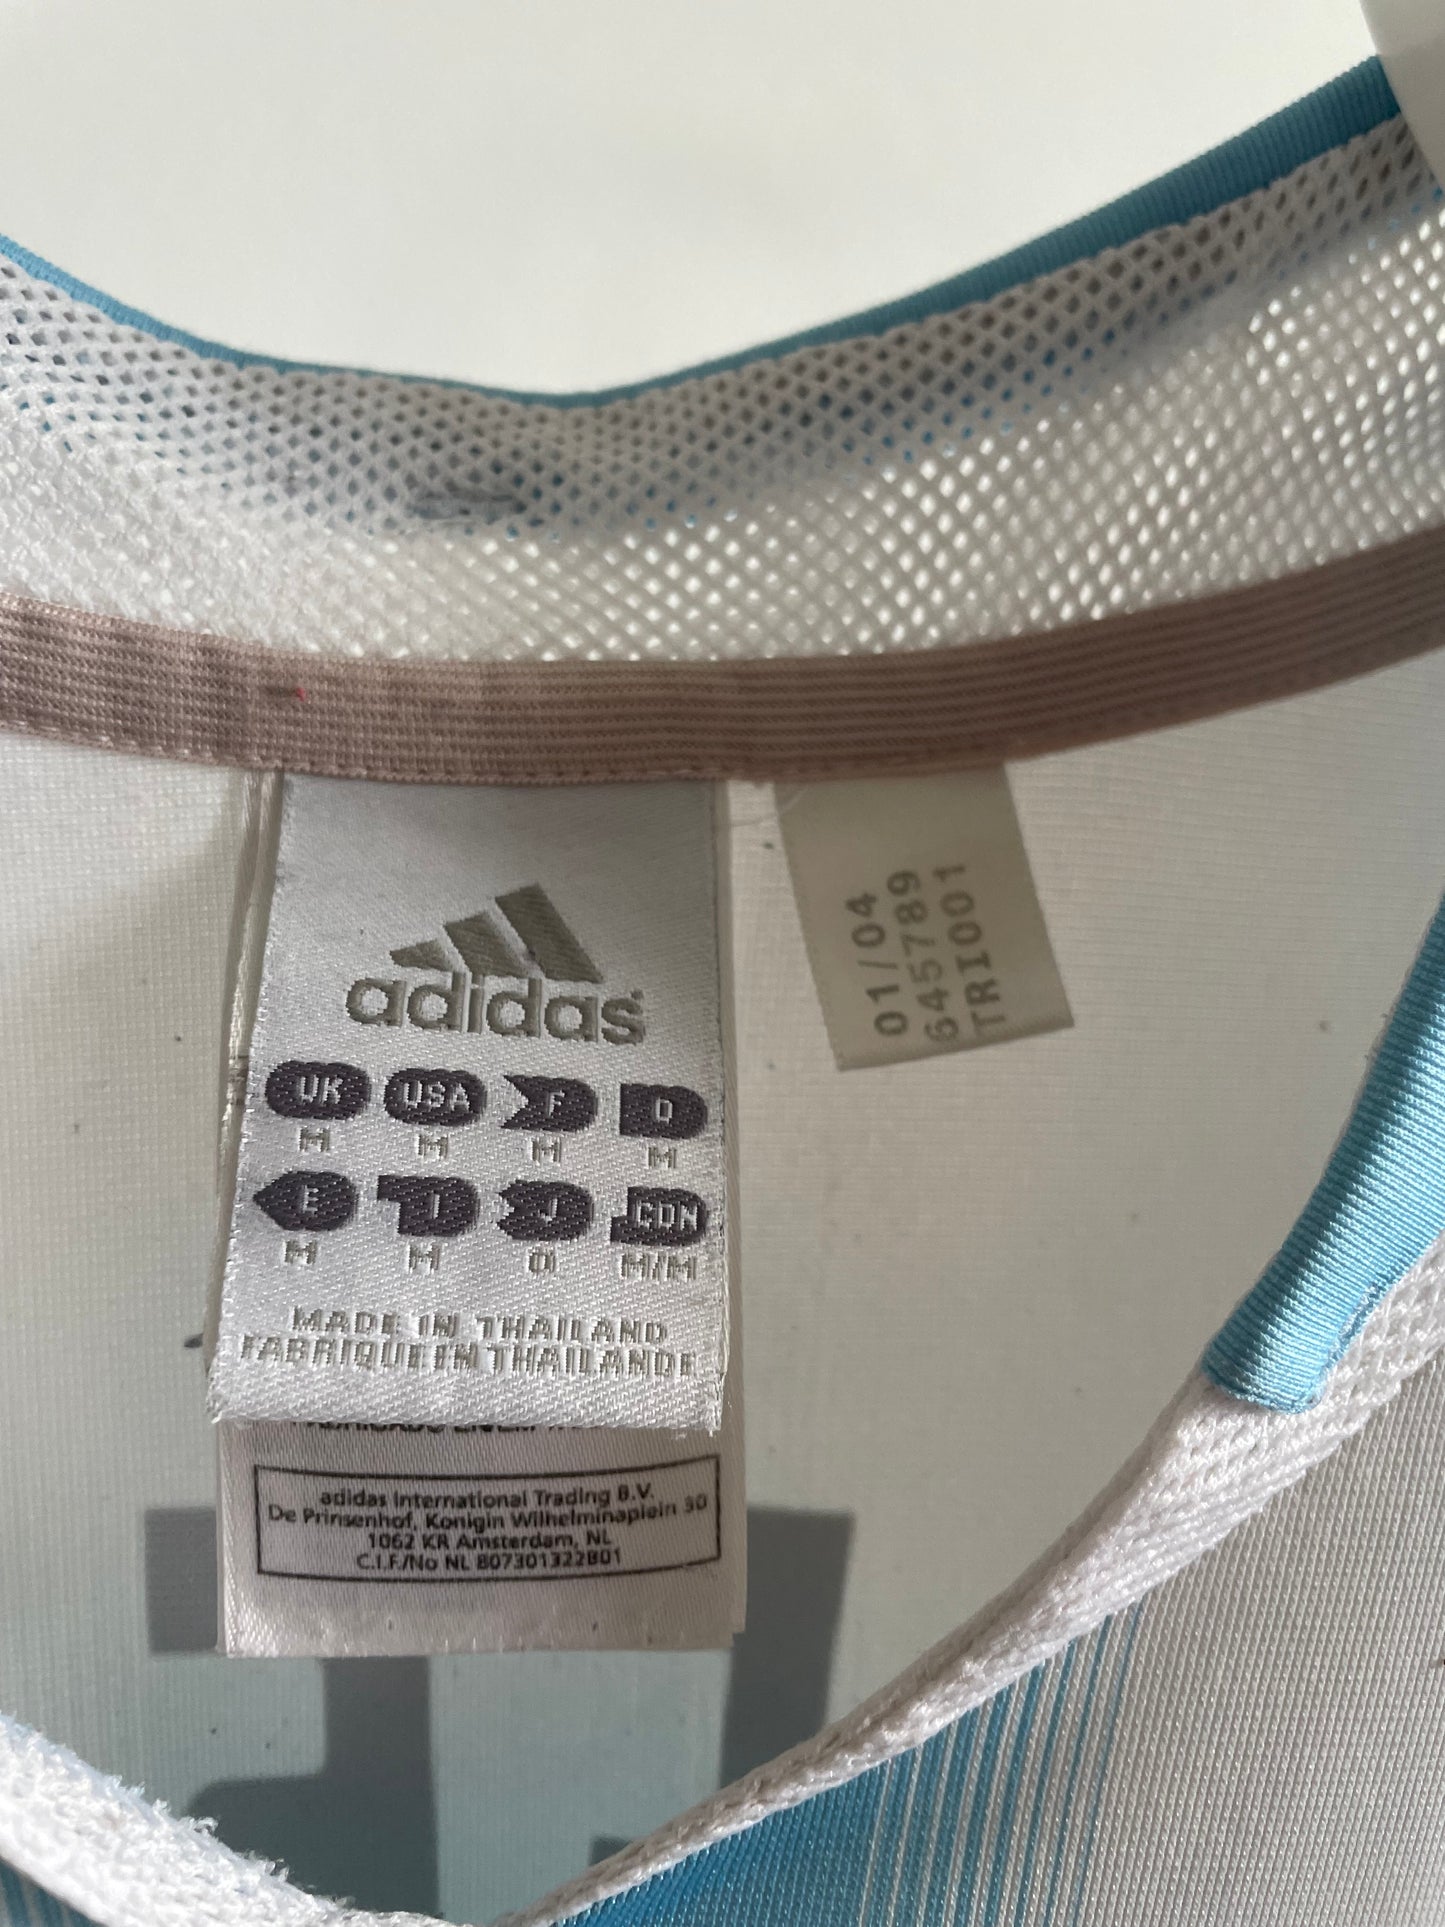 adidas
UK USA F D
M M M M
E I J CDN
M M O M/M
MADE IN THAILAND
FABRIQUE EN THAILANDE
adidas International Trading B.V.
De Prinsenhof, Konigin Wilhelminaplein 30
1062 KR Amsterdam, NL
C.I.F./No NL 807301322B01
01/04
645789
TRI001